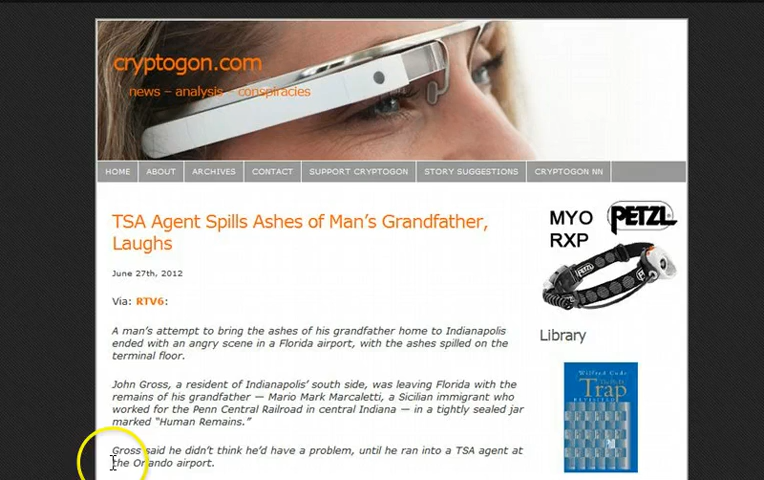 cryptogon.com
news – analysis – conspiracies
HOME
ABOUT
ARCHIVES
CONTACT
SUPPORT CRYPTOGON
STORY SUGGESTIONS
CRYPTOGON NN
TSA Agent Spills Ashes of Man's Grandfather,
Laughs
June 27th, 2012
Via: RTV6:
A man's attempt to bring the ashes of his grandfather home to Indianapolis
ended with an angry scene in a Florida airport, with the ashes spilled on the
terminal floor.
John Gross, a resident of Indianapolis' south side, was leaving Florida with the
remains of his grandfather — Mario Mark Marcaletti, a Sicilian immigrant who
worked for the Penn Central Railroad in central Indiana — in a tightly sealed jar
marked "Human Remains."
Gross said he didn't think he'd have a problem, until he ran into a TSA agent at
the Orlando airport.
MYO
RXP
PETZL
PETZL
Library
Trap